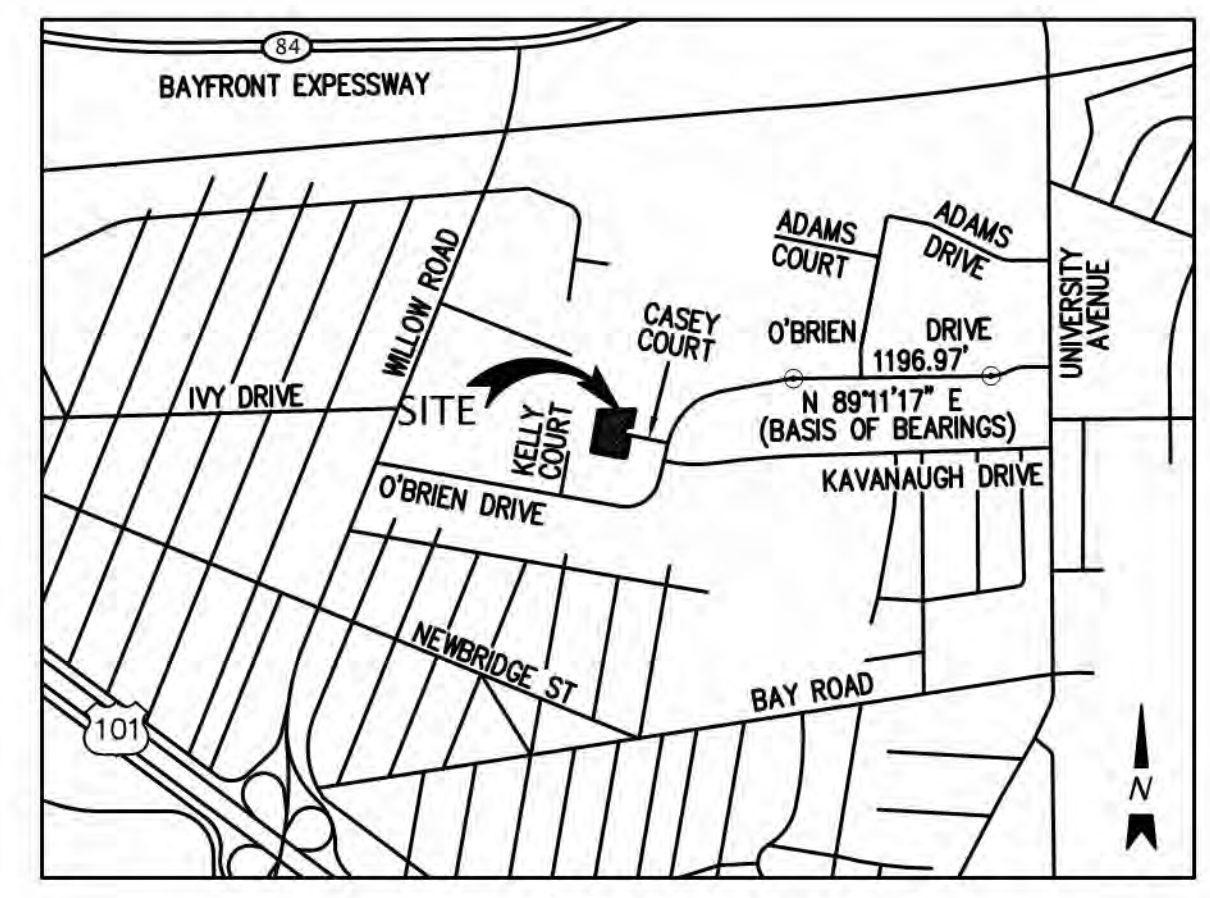 84
BAYFRONT EXPESSWAY
ADAMS
COURT
ADAMS
DRIVE
WILLOW ROAD
UNIVERSITY
AVENUE
CASEY
COURT
O'BRIEN DRIVE
1196.97'
N 89°11'17" E
(BASIS OF BEARINGS)
IVY DRIVE
SITE
KELLY
COURT
KAVANAUGH DRIVE
O'BRIEN DRIVE
NEWBRIDGE ST
BAY ROAD
101
N